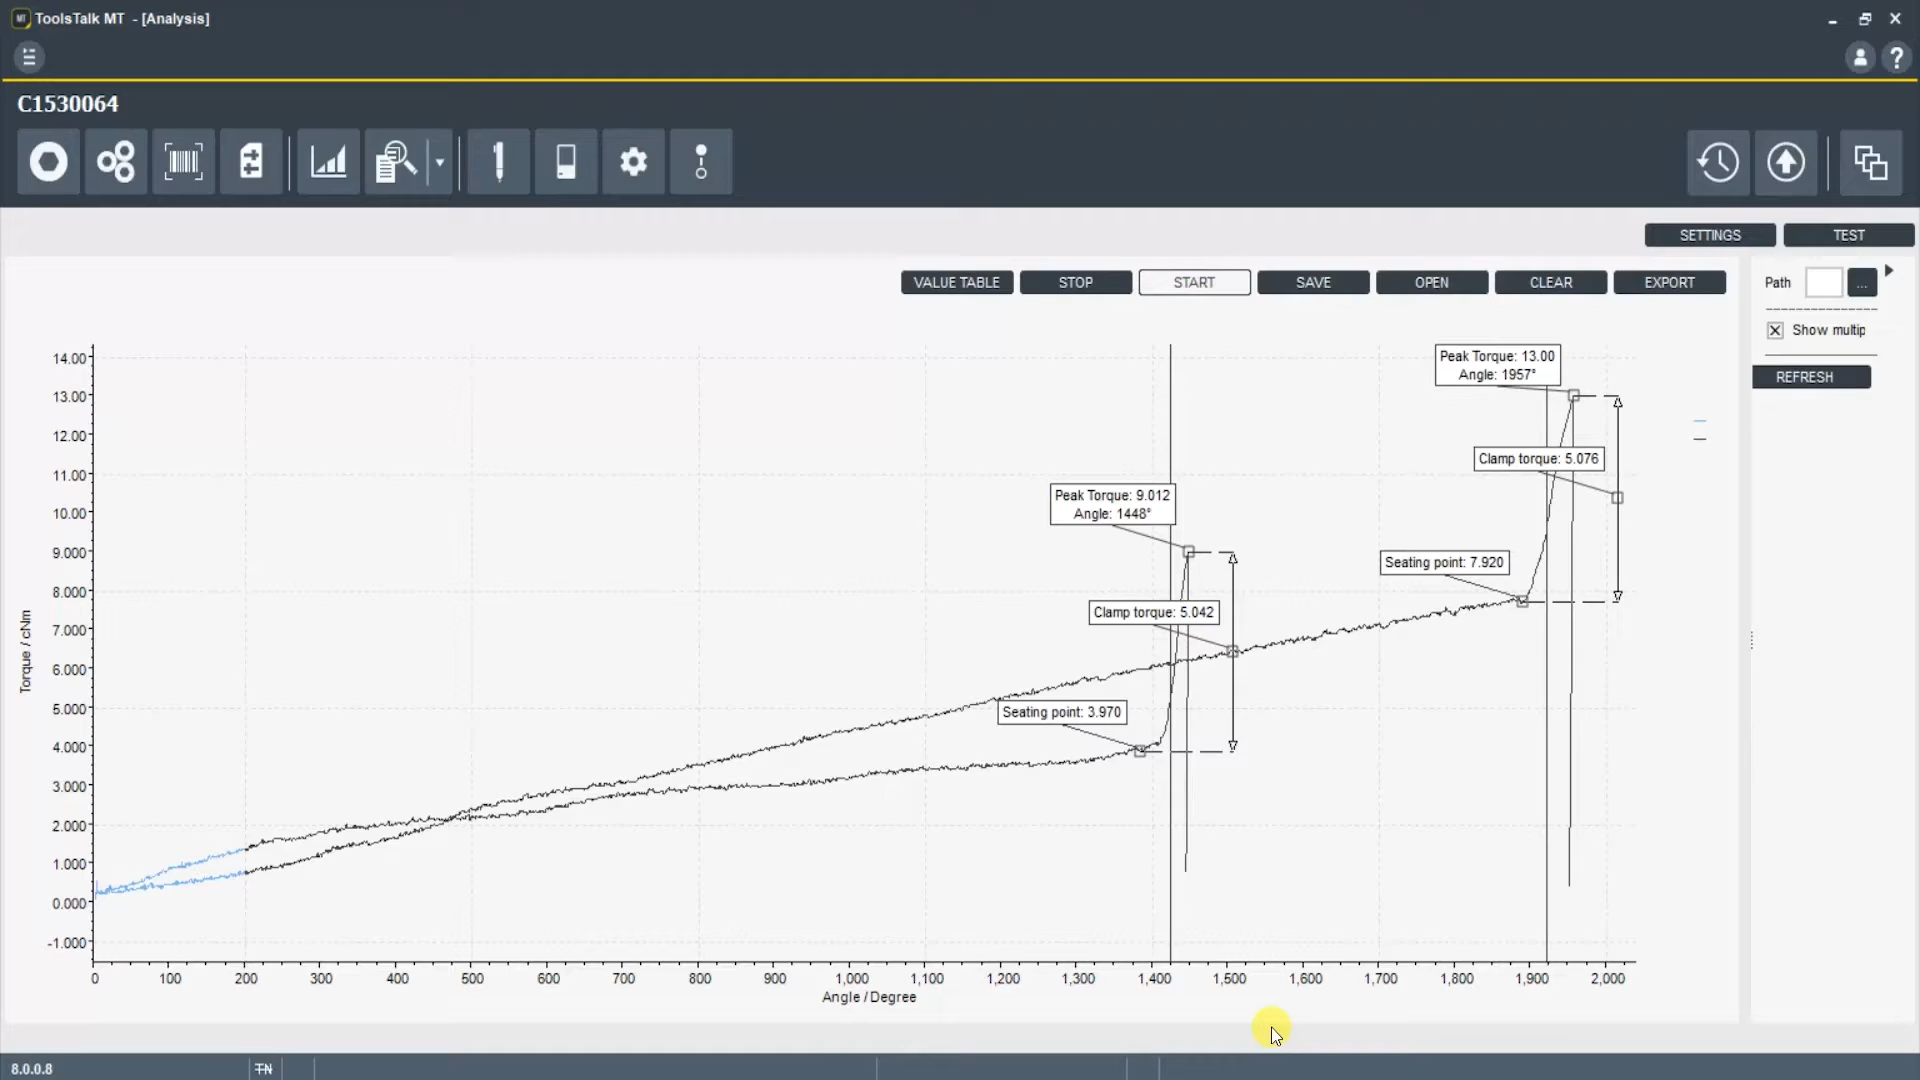 ToolsTalk MT - [Analysis]
C1530064
SETTINGS
TEST
VALUE TABLE
STOP
START
SAVE
OPEN
CLEAR
EXPORT
Path
...
Show multip
REFRESH
Torque / cNm
14.00
13.00
12.00
11.00
10.00
9.000
8.000
7.000
6.000
5.000
4.000
3.000
2.000
1.000
0.000
-1.000
Peak Torque: 13.00
Angle: 1957°
Clamp torque: 5.076
Peak Torque: 9.012
Angle: 1448°
Seating point: 7.920
Clamp torque: 5.042
Seating point: 3.970
0
100
200
300
400
500
600
700
800
900
1,000
1,100
1,200
1,300
1,400
1,500
1,600
1,700
1,800
1,900
2,000
Angle / Degree
8.0.0.8